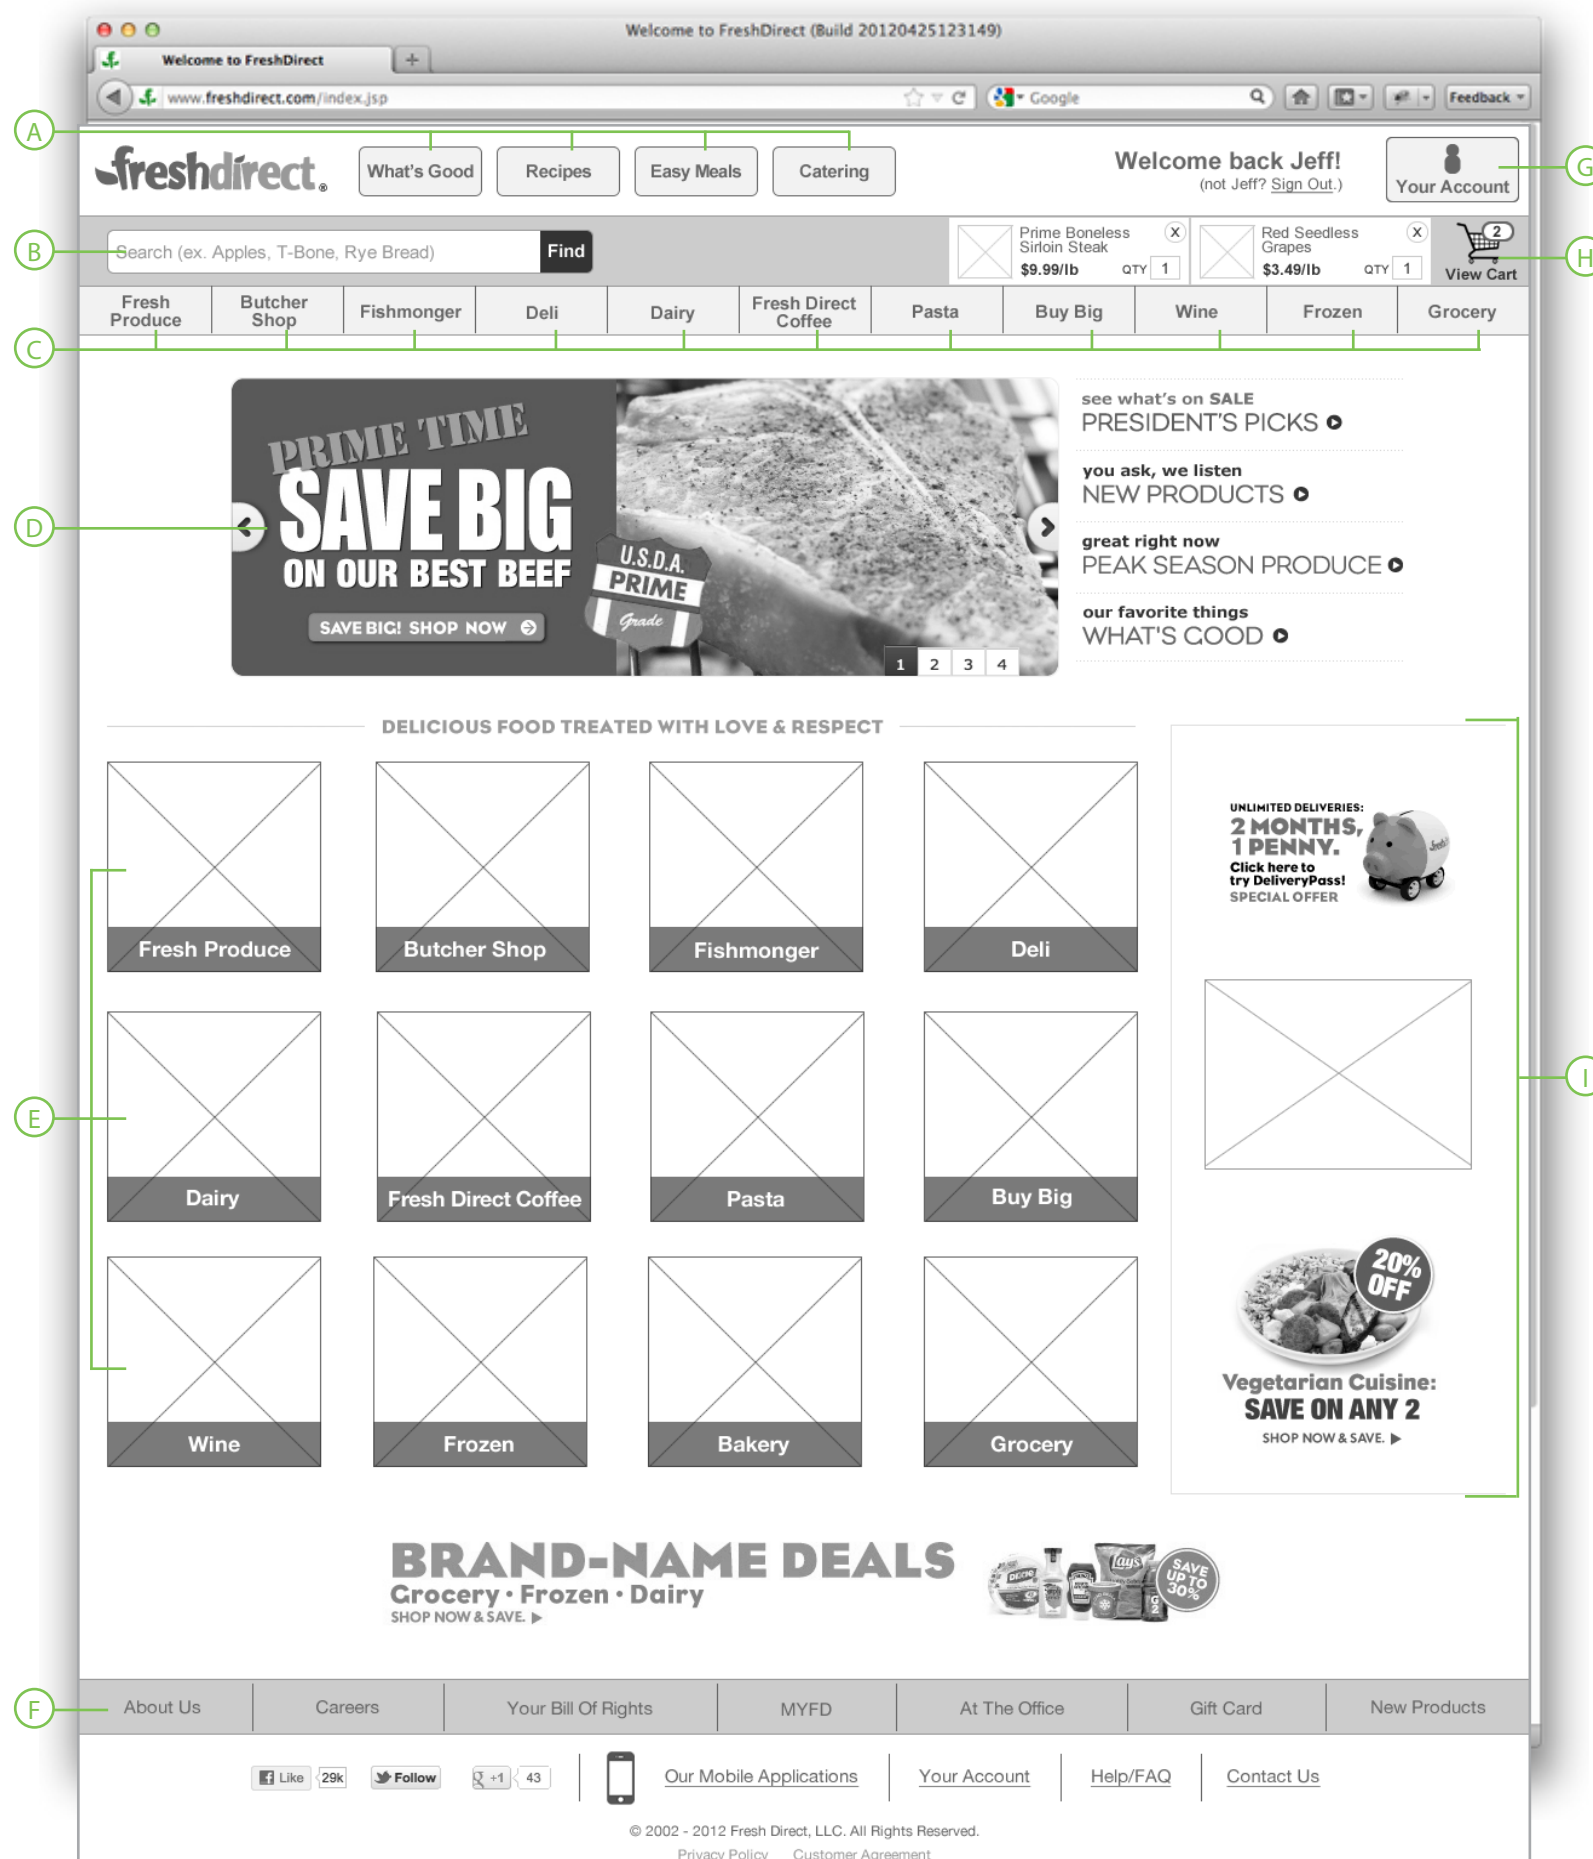 Welcome to FreshDirect (Build 20120425123149)
Welcome to FreshDirect
www.freshdirect.com/index.jsp
Google
Feedback
A
freshdirect®
What's Good
Recipes
Easy Meals
Catering
Welcome back Jeff!
(not Jeff? Sign Out.)
Your Account
G
B
Search (ex. Apples, T-Bone, Rye Bread)
Find
Prime Boneless
Sirloin Steak
X
$9.99/lb
QTY 1
Red Seedless
Grapes
X
$3.49/lb
QTY 1
2
View Cart
H
Fresh
Produce
Butcher
Shop
Fishmonger
Deli
Dairy
Fresh Direct
Coffee
Pasta
Buy Big
Wine
Frozen
Grocery
C
PRIME TIME
SAVE BIG
ON OUR BEST BEEF
SAVE BIG! SHOP NOW
U.S.D.A.
PRIME
Grade
1 2 3 4
D
see what's on SALE
PRESIDENT'S PICKS
you ask, we listen
NEW PRODUCTS
great right now
PEAK SEASON PRODUCE
our favorite things
WHAT'S GOOD
DELICIOUS FOOD TREATED WITH LOVE & RESPECT
Fresh Produce
Butcher Shop
Fishmonger
Deli
E
Dairy
Fresh Direct Coffee
Pasta
Buy Big
Wine
Frozen
Bakery
Grocery
UNLIMITED DELIVERIES:
2 MONTHS,
1 PENNY.
Click here to
try DeliveryPass!
SPECIAL OFFER
I
20%
OFF
Vegetarian Cuisine:
SAVE ON ANY 2
SHOP NOW & SAVE.
BRAND-NAME DEALS
Grocery • Frozen • Dairy
SHOP NOW & SAVE.
DIXIE
Lays
G2
SAVE
UP TO
30%
F
About Us
Careers
Your Bill Of Rights
MYFD
At The Office
Gift Card
New Products
Like
29k
Follow
+1
43
Our Mobile Applications
Your Account
Help/FAQ
Contact Us
© 2002 - 2012 Fresh Direct, LLC. All Rights Reserved.
Privacy Policy
Customer Agreement